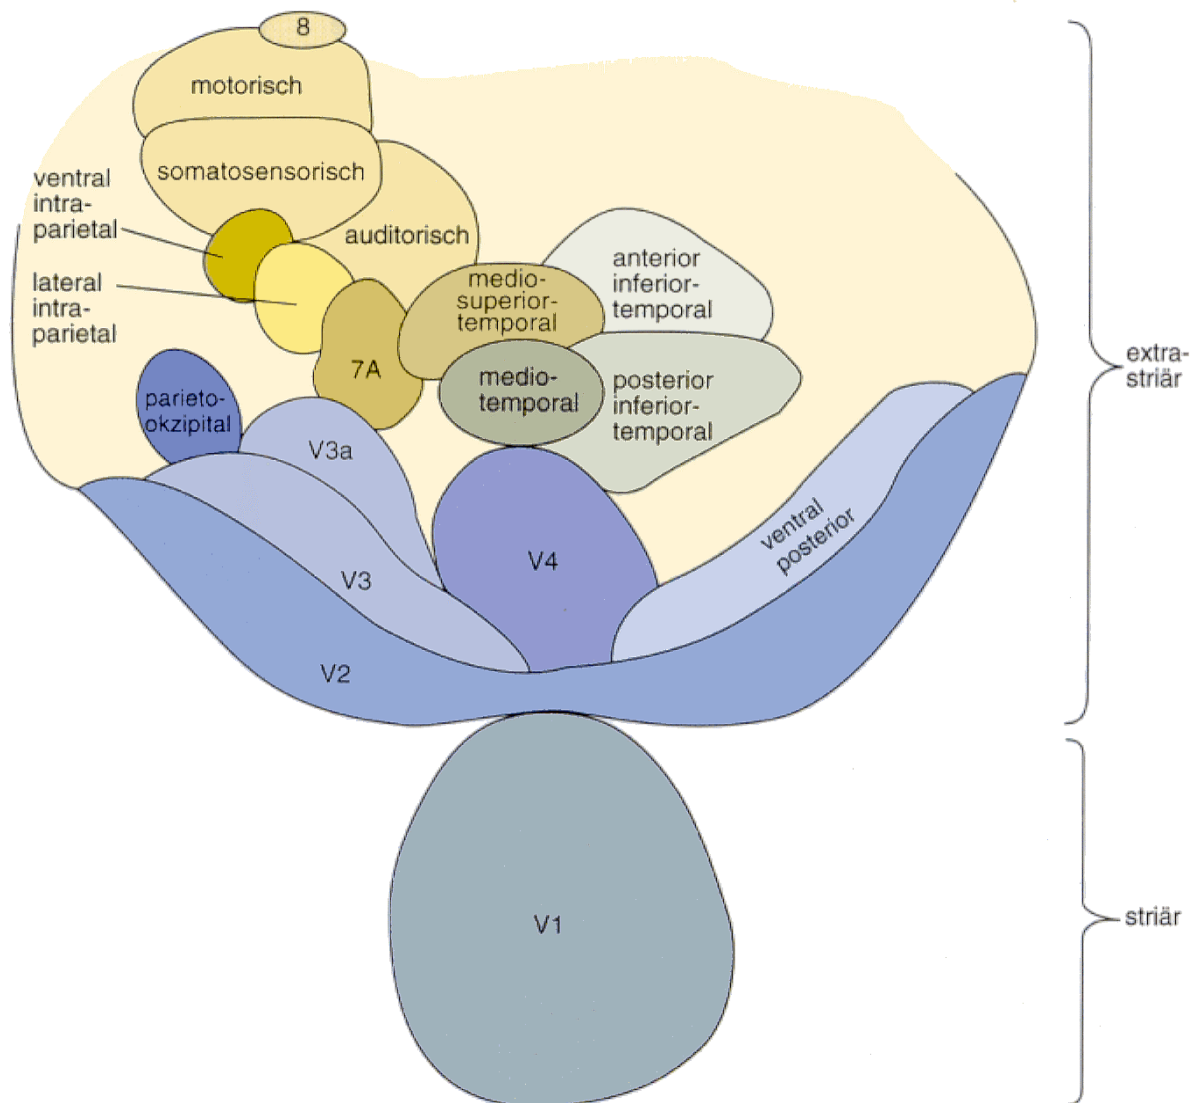 8
motorisch
somatosensorisch
ventral
intra-
parietal
auditorisch
lateral
intra-
parietal
medio-
superior-
temporal
anterior
inferior-
temporal
7A
medio-
temporal
posterior
inferior-
temporal
extra-
striär
parieto-
okzipital
V3a
V4
ventral
posterior
V3
V2
V1
striär